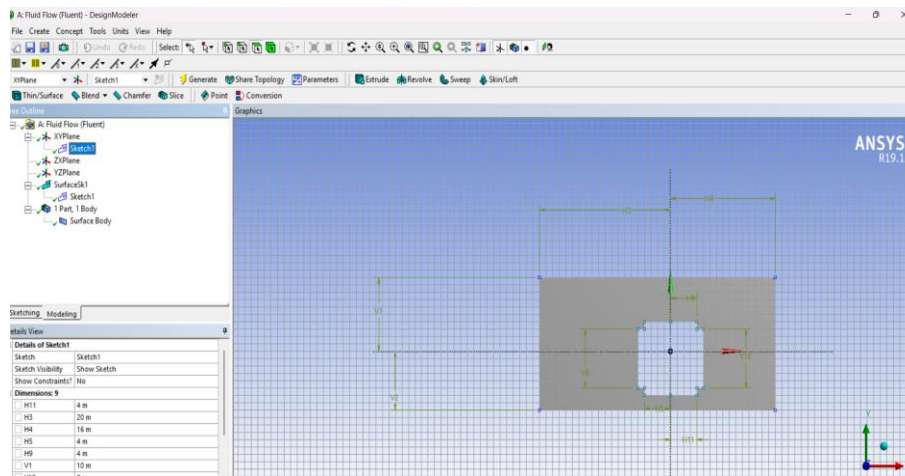 A: Fluid Flow (Fluent) - DesignModeler
File Create Concept Tools Units View Help
Undo Redo Select:
XYPlane Sketch1 Generate Share Topology Parameters Extrude Revolve Sweep Skin/Loft
Thin/Surface Blend Chamfer Slice Point Conversion
Tree Outline Graphics
A: Fluid Flow (Fluent)
XYPlane
Sketch1
ZXPlane
YZPlane
SurfaceSk1
Sketch1
1 Part, 1 Body
Surface Body
ANSYS
R19.1
H3
H4
V1
H11
Sketching Modeling
Details View
Details of Sketch1
Sketch Sketch1
Sketch Visibility Show Sketch
Show Constraints? No
Dimensions: 9
H11 4 m
H3 20 m
H4 16 m
H5 4 m
H9 4 m
V1 10 m
Y